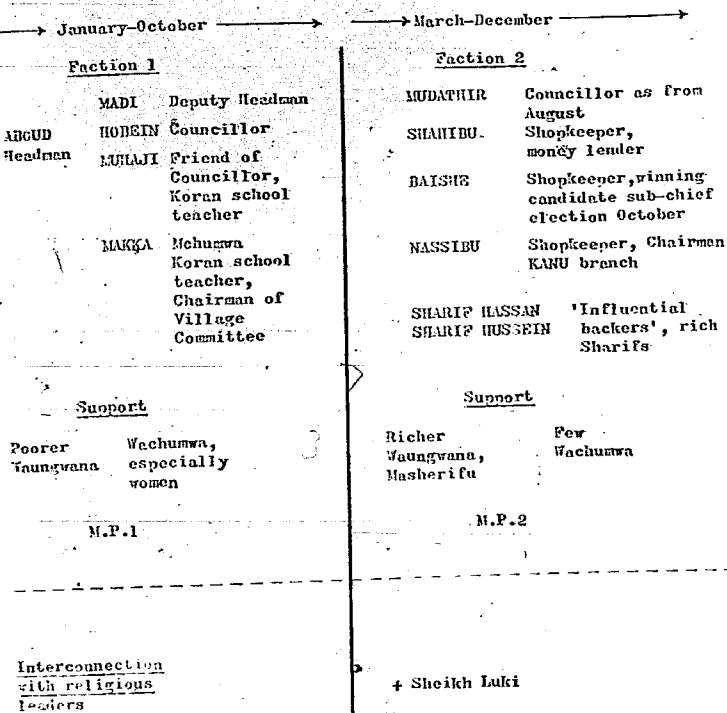 January-October
Faction 1
MADI Deputy Headman
ABGUD
Headman
HOBEIN Councillor
MUHAJI Friend of
Councillor,
Koran school
teacher
MAKKA Mchumwa
Koran school
teacher,
Chairman of
Village
Committee
Support
Poorer
Waungwana
Wachumwa,
especially
women
M.P.1
March-December
Faction 2
MUDATHIR Councillor as from
August
SHAHIBU. Shopkeeper,
money lender
BAISHE Shopkeeper,winning
candidate sub-chief
election October
NASSIBU Shopkeeper, Chairman
KANU branch
SHARIF HASSAN 'Influential
SHARIF HUSSEIN backers', rich
Sharifs
Support
Richer
Waungwana,
Masherifu
Few
Wachumwa
M.P.2
Interconnection
with religious
leaders
+ Sheikh Luki